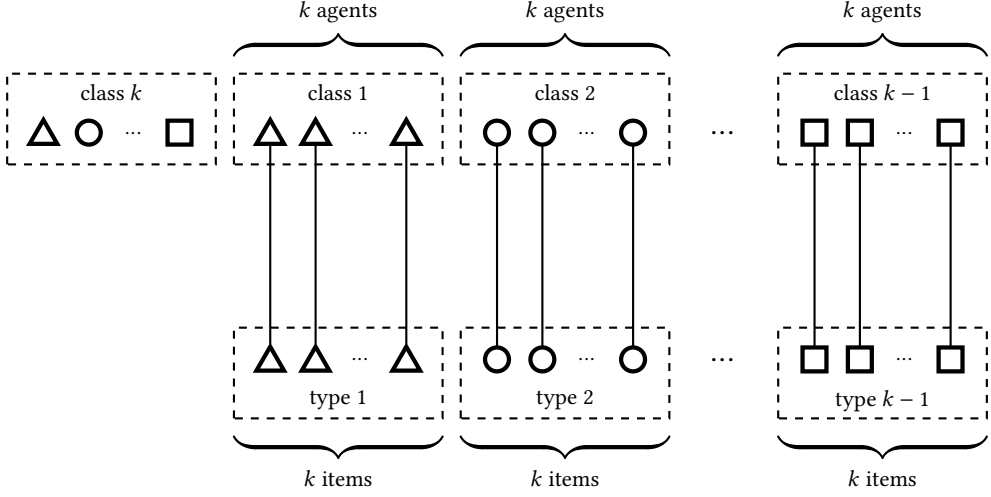 k agents k agents k agents
class k class 1 class 2 class k − 1
... ... ... ... ...
... ... ... ...
type 1 type 2 type k − 1
k items k items k items